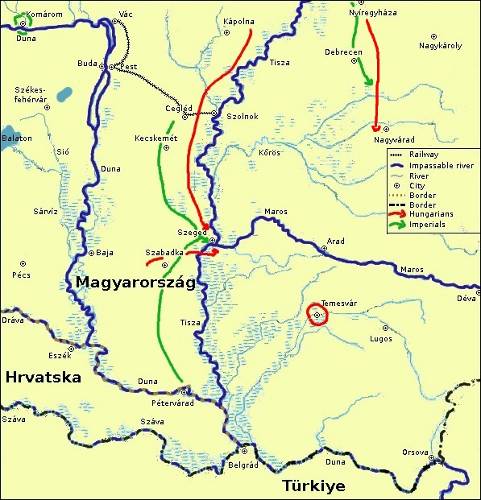 Komárom
Vác
Duna
Kápolna
Nyíregyháza
Debrecen
Nagykároly
Tisza
Buda
Pest
Székes-
fehérvár
Cegléd
Szolnok
Balaton
Sió
Kecskemét
Nagyvárad
Körös
Duna
Railway
Impassable river
River
City
Border
Border
Hungarians
Imperials
Sárvíz
Maros
Szeged
Baja
Szabadka
Arad
Pécs
Magyarország
Maros
Déva
Temesvár
Dráva
Tisza
Lugos
Eszék
Hrvatska
Duna
Pétervárad
Száva
Száva
Belgrád
Duna
Orsova
Türkiye